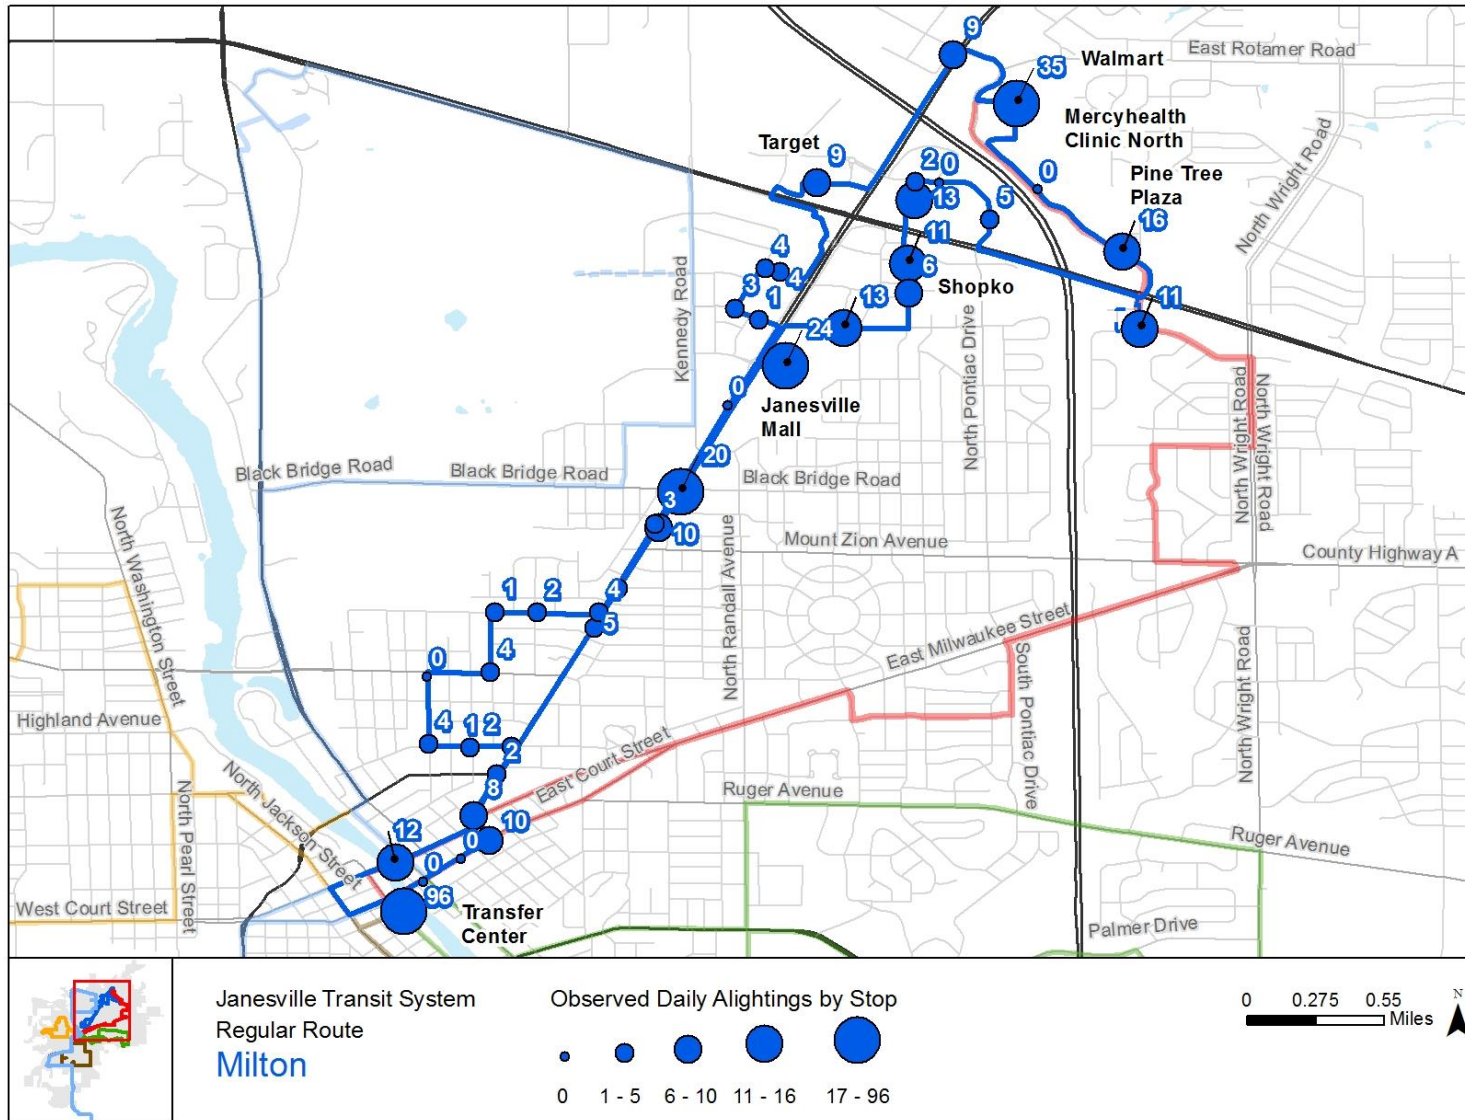 9
East Rotamer Road
Walmart
35
Mercyhealth
Clinic North
Target
9
2
0
0
Pine Tree
Plaza
North Wright Road
13
5
16
11
4
4
6
Shopko
3
1
13
11
24
Kennedy Road
North Pontiac Drive
0
Janesville
Mall
North Wright Road
North Wright Road
20
Black Bridge Road
Black Bridge Road
Black Bridge Road
3
10
North Washington Street
Mount Zion Avenue
County Highway A
North Randall Avenue
1
2
4
5
East Milwaukee Street
0
4
South Pontiac Drive
North Wright Road
Highland Avenue
4
1
2
2
East Court Street
8
Ruger Avenue
North Jackson Street
North Pearl Street
12
0
10
0
Ruger Avenue
96
West Court Street
Transfer
Center
Palmer Drive
Janesville Transit System
Regular Route
Milton
Observed Daily Alightings by Stop
0
1 - 5
6 - 10
11 - 16
17 - 96
0 0.275 0.55
Miles
N